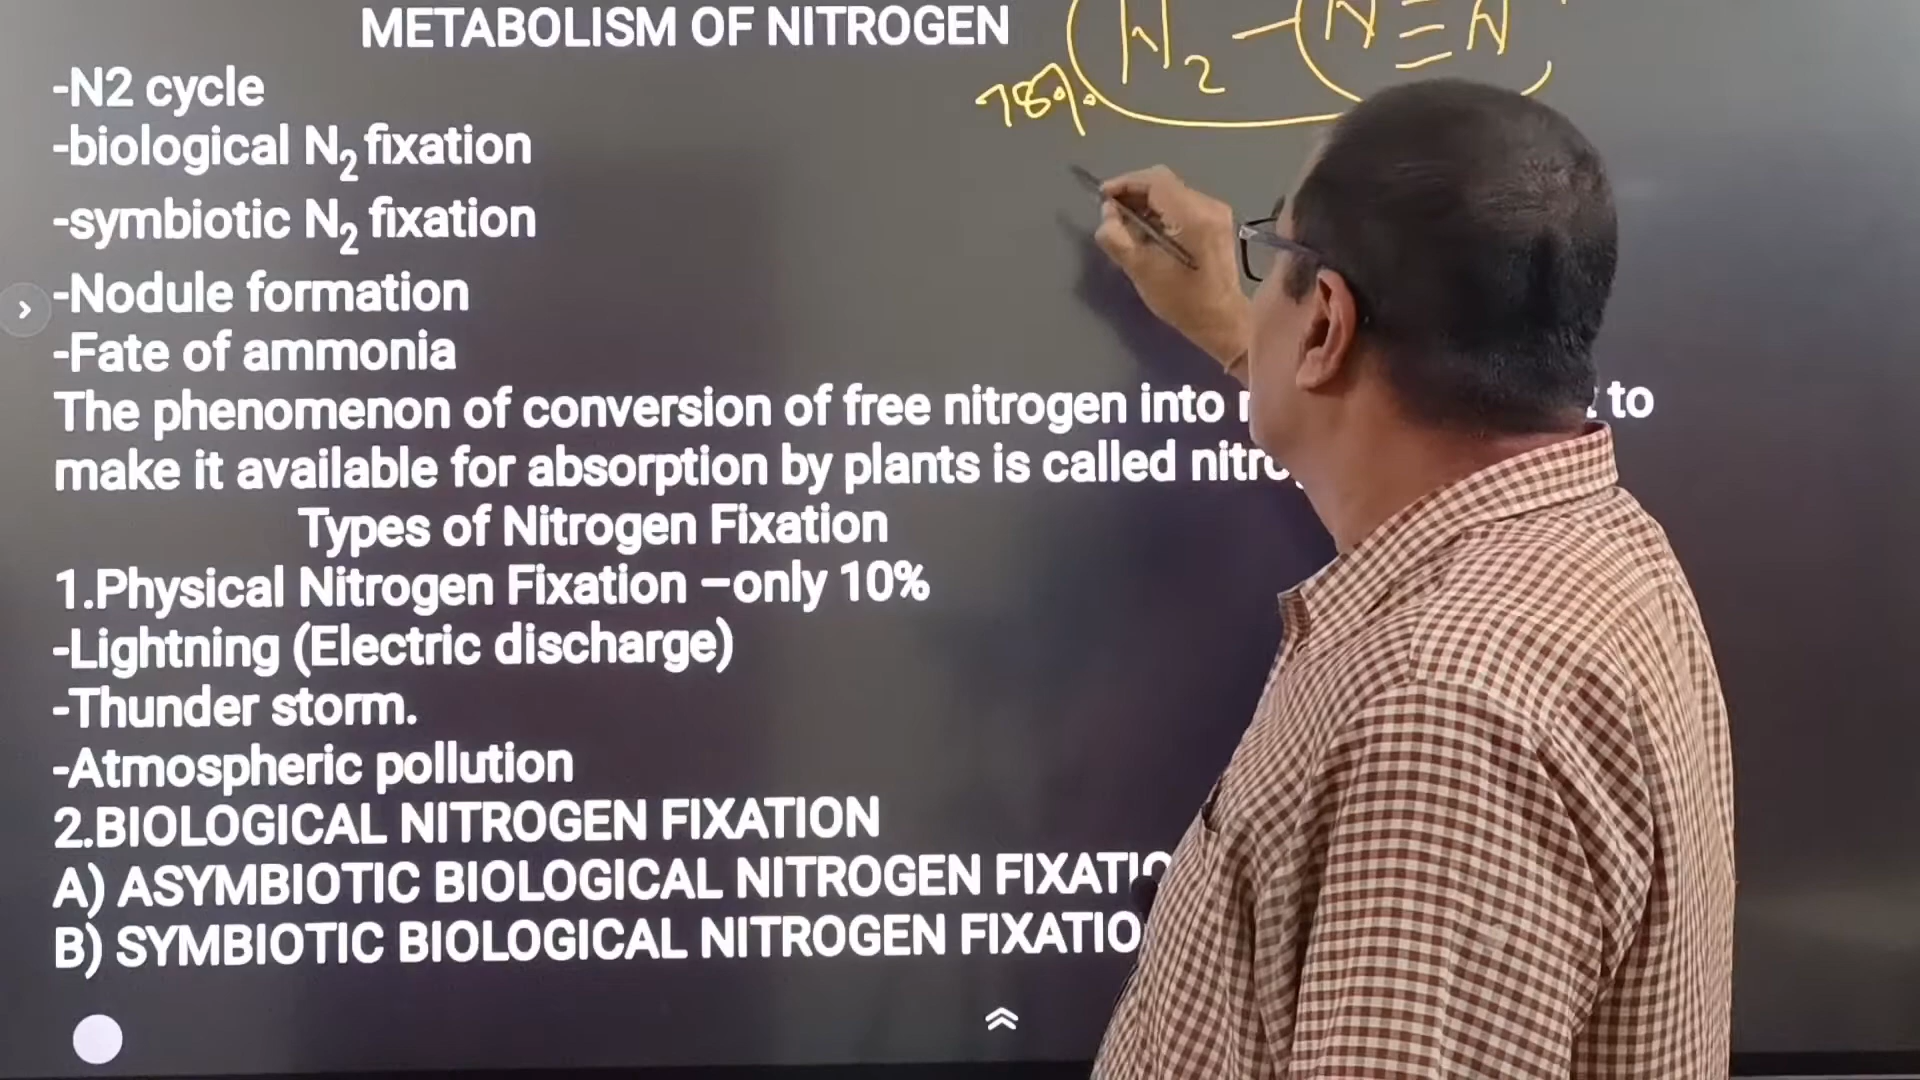 METABOLISM OF NITROGEN
N₂ – N≡N
78%
-N2 cycle
-biological N₂ fixation
-symbiotic N₂ fixation
-Nodule formation
-Fate of ammonia
The phenomenon of conversion of free nitrogen into to
make it available for absorption by plants is called
Types of Nitrogen Fixation
1.Physical Nitrogen Fixation –only 10%
-Lightning (Electric discharge)
-Thunder storm.
-Atmospheric pollution
2.BIOLOGICAL NITROGEN FIXATION
A) ASYMBIOTIC BIOLOGICAL NITROGEN FIXATIO
B) SYMBIOTIC BIOLOGICAL NITROGEN FIXATIO